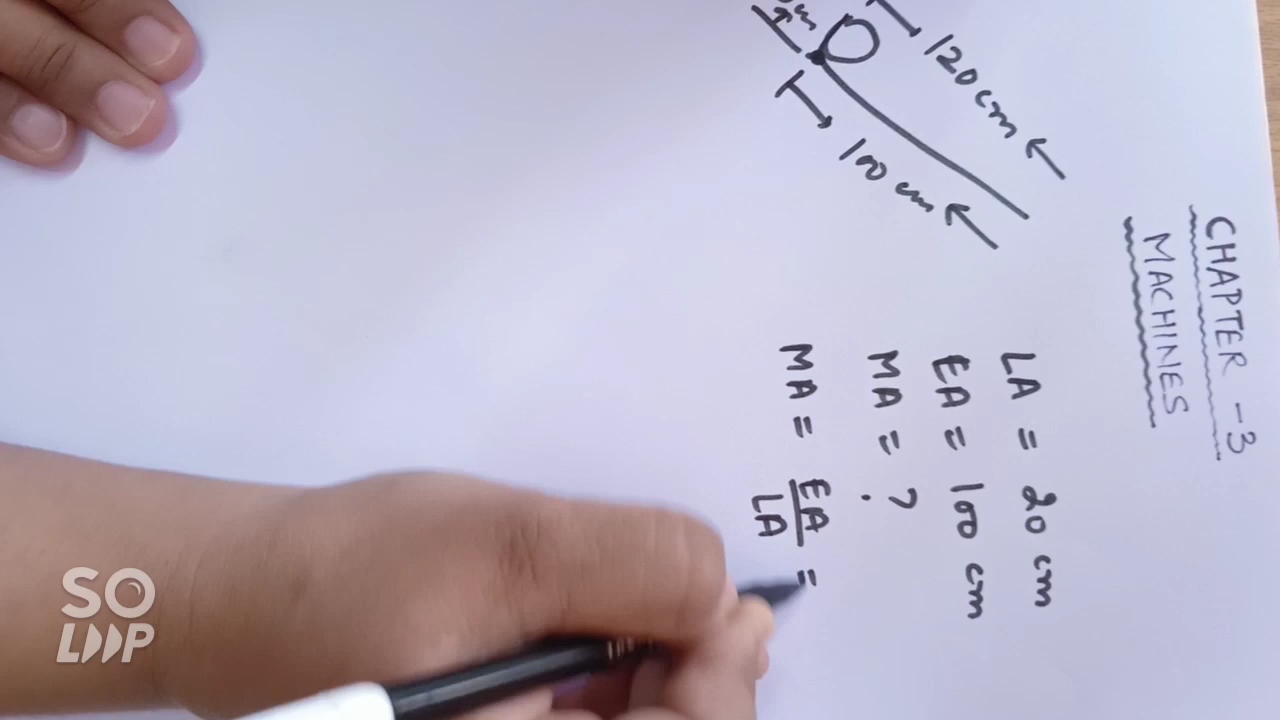 CHAPTER - 3
MACHINES
120 cm
100 cm
LA = 20 cm
EA = 100 cm
MA = ?
MA = EA/LA =
SO
LOOP